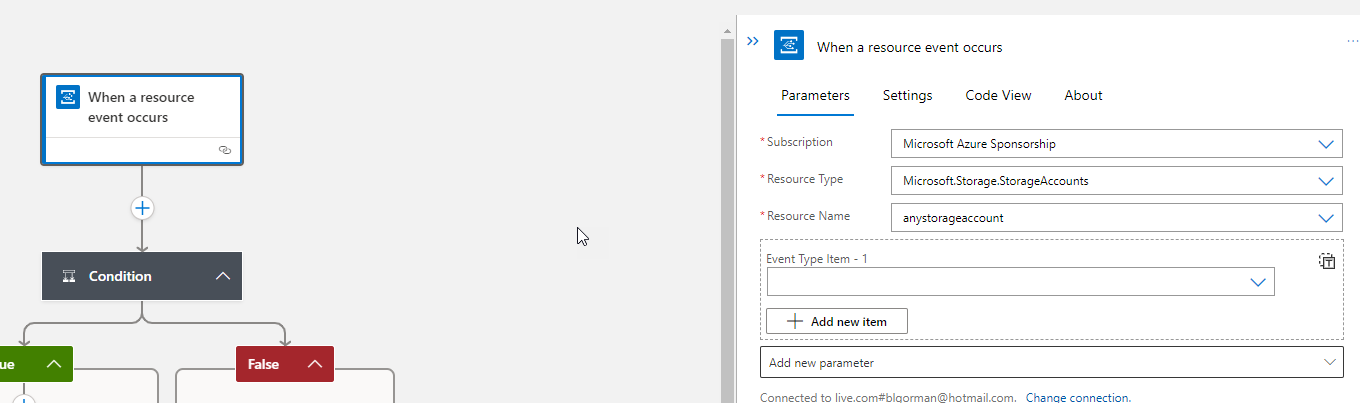 When a resource
event occurs
Condition
ue
False
When a resource event occurs
Parameters
Settings
Code View
About
* Subscription
Microsoft Azure Sponsorship
* Resource Type
Microsoft.Storage.StorageAccounts
* Resource Name
anystorageaccount
Event Type Item - 1
Add new item
Add new parameter
Connected to live.com#blgorman@hotmail.com. Change connection.